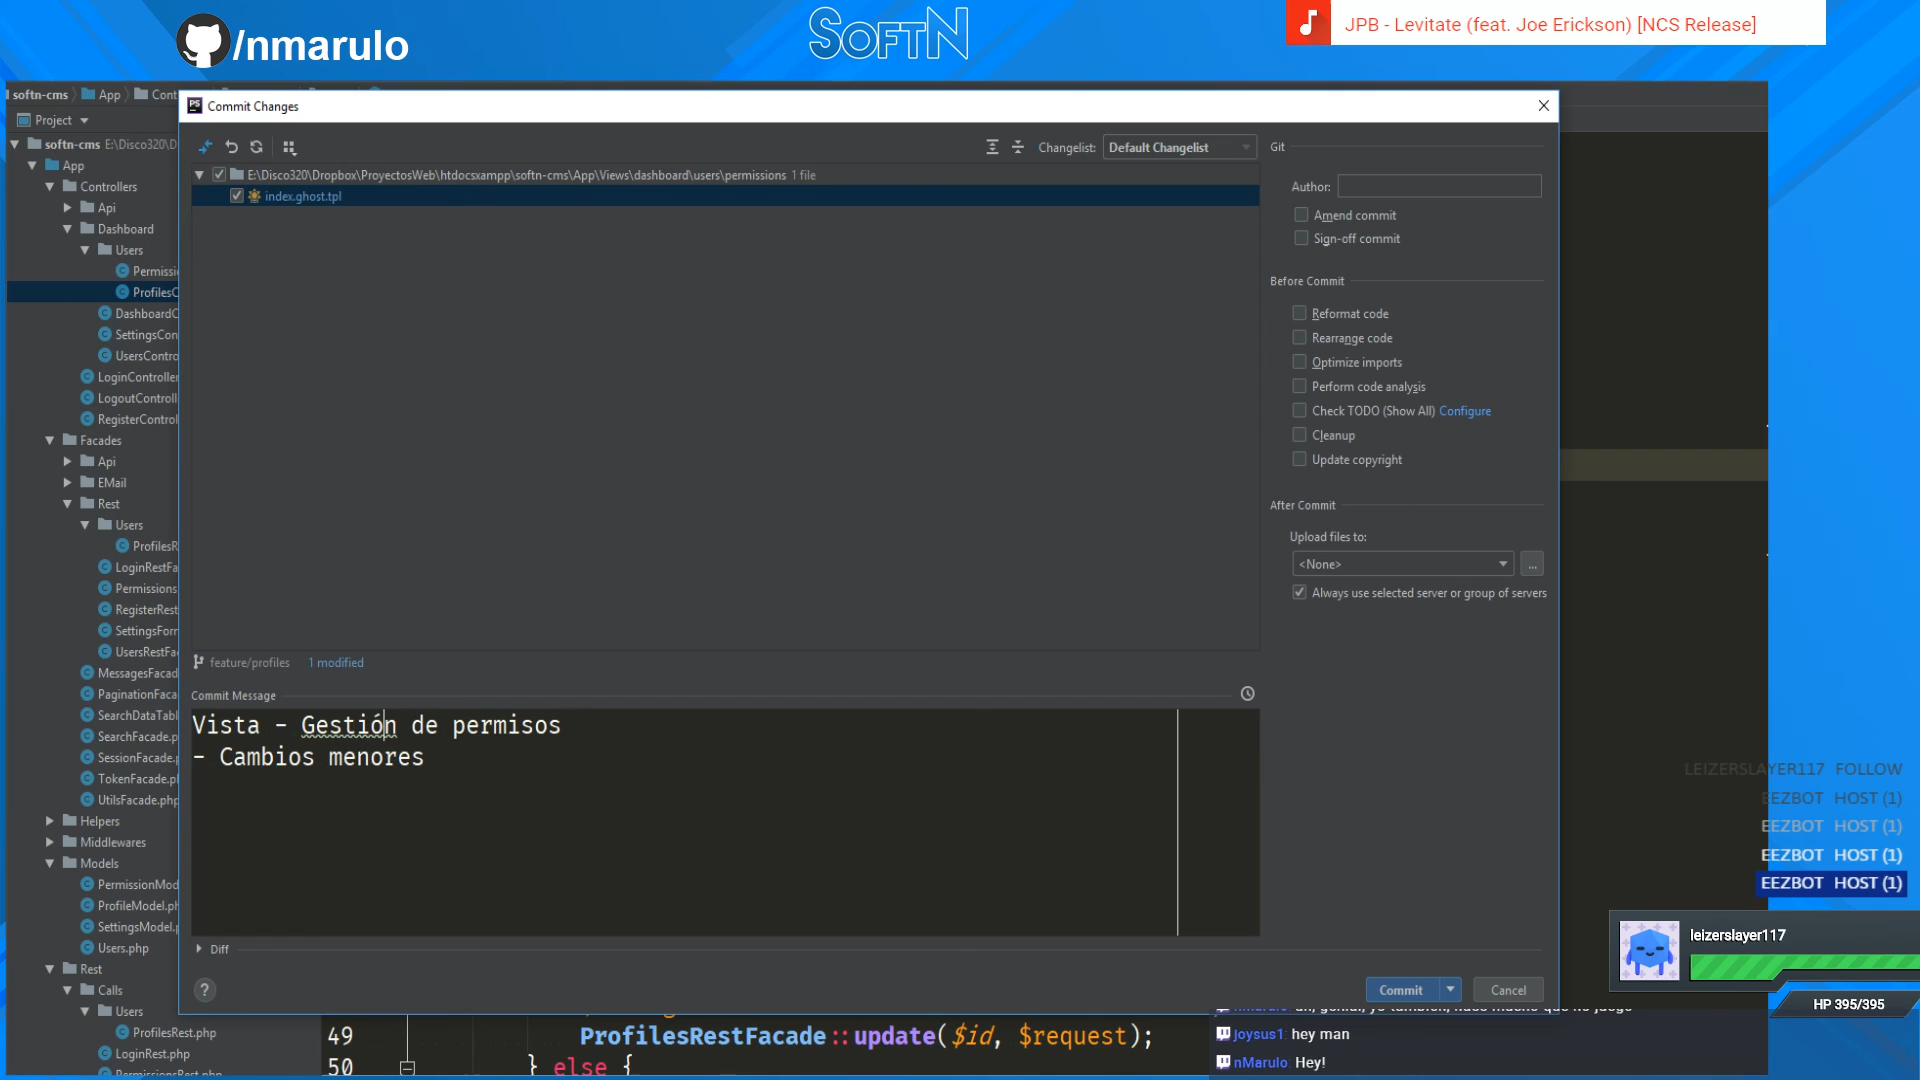 /nmarulo
SOFTN
JPB - Levitate (feat. Joe Erickson) [NCS Release]
softn-cms
App
Project
softn-cms E:\Disco320\D
App
Controllers
Api
Dashboard
Users
Permissi
ProfilesC
DashboardC
SettingsCon
UsersContro
LoginController
LogoutControll
RegisterControl
Facades
Api
EMail
Rest
Users
ProfilesR
LoginRestFa
Permissions
RegisterRest
SettingsForm
UsersRestFa
MessagesFacad
PaginationFaca
SearchDataTabl
SearchFacade.p
SessionFacade.p
TokenFacade.ph
UtilsFacade.php
Helpers
Middlewares
Models
PermissionMod
ProfileModel.ph
SettingsModel.p
Users.php
Rest
Calls
Users
ProfilesRest.php
LoginRest.php
PermissionsRest.php
PS Commit Changes
Changelist: Default Changelist
E:\Disco320\Dropbox\ProyectosWeb\htdocsxampp\softn-cms\App\Views\dashboard\users\permissions 1 file
index.ghost.tpl
feature/profiles 1 modified
Commit Message
Vista - Gestión de permisos
- Cambios menores
Diff
?
Git
Author:
Amend commit
Sign-off commit
Before Commit
Reformat code
Rearrange code
Optimize imports
Perform code analysis
Check TODO (Show All) Configure
Cleanup
Update copyright
After Commit
Upload files to:
<None>
...
Always use selected server or group of servers
Commit
Cancel
49 ProfilesRestFacade::update($id, $request);
50 } else {
LEIZERSLAYER117 FOLLOW
EEZBOT HOST (1)
EEZBOT HOST (1)
EEZBOT HOST (1)
EEZBOT HOST (1)
leizerslayer117
HP 395/395
joysus1: hey man
nMarulo: Hey!